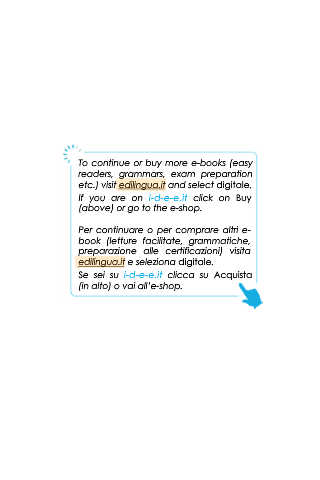 To continue or buy more e-books (easy
readers, grammars, exam preparation
etc.) visit edilingua.it and select digitale.
If you are on i-d-e-e.it click on Buy
(above) or go to the e-shop.
Per continuare o per comprare altri e-
book (letture facilitate, grammatiche,
preparazione alle certificazioni) visita
edilingua.it e seleziona digitale.
Se sei su i-d-e-e.it clicca su Acquista
(in alto) o vai all'e-shop.